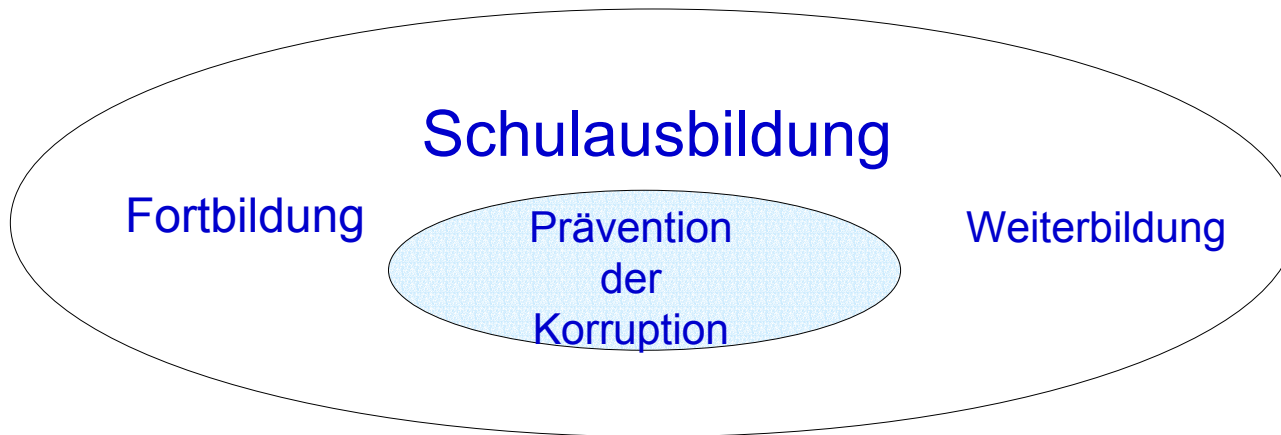 Schulausbildung
Fortbildung
Prävention
der
Korruption
Weiterbildung